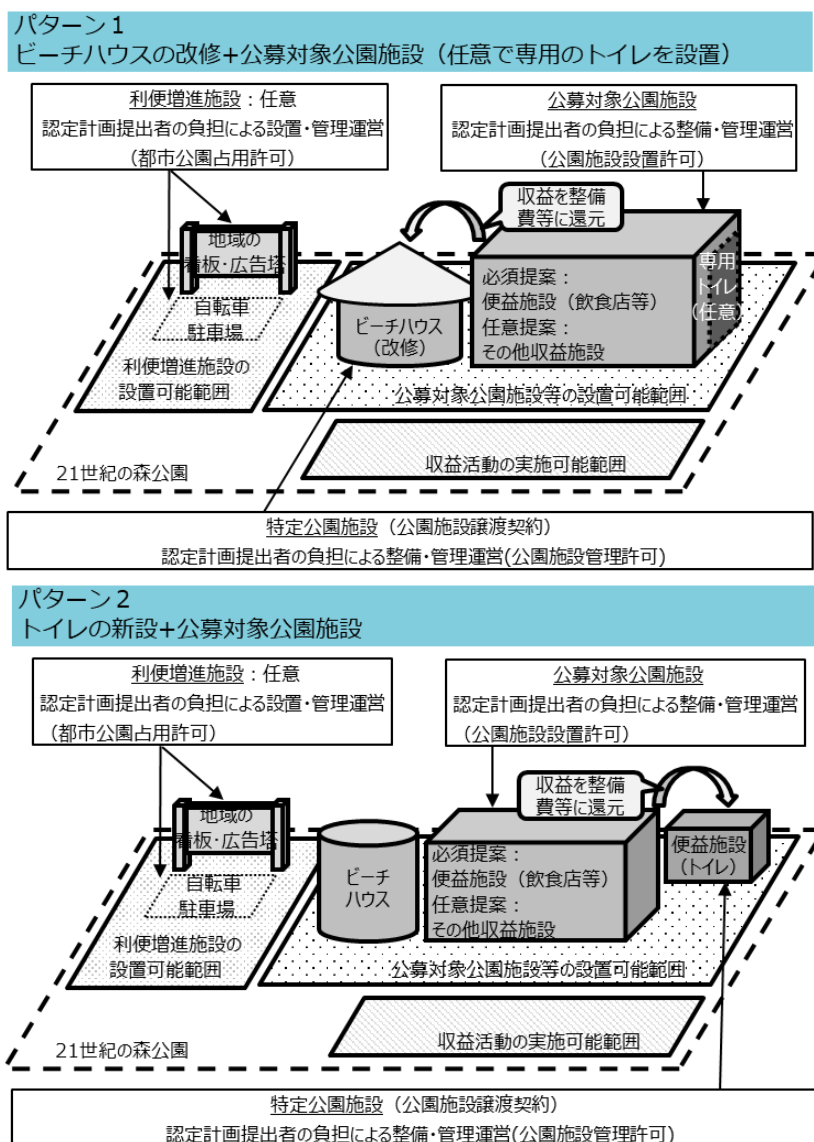 パターン1
ビーチハウスの改修+公募対象公園施設（任意で専用のトイレを設置）
利便増進施設：任意
認定計画提出者の負担による設置・管理運営
（都市公園占用許可）
公募対象公園施設
認定計画提出者の負担による整備・管理運営
（公園施設設置許可）
収益を整備
費等に還元
地域の
看板・広告塔
自転車
駐車場
利便増進施設の
設置可能範囲
ビーチハウス
（改修）
必須提案：
便益施設（飲食店等）
任意提案：
その他収益施設
専用
トイレ
（任意）
公募対象公園施設等の設置可能範囲
収益活動の実施可能範囲
21世紀の森公園
特定公園施設（公園施設譲渡契約）
認定計画提出者の負担による整備・管理運営(公園施設管理許可)
パターン2
トイレの新設+公募対象公園施設
利便増進施設：任意
認定計画提出者の負担による設置・管理運営
（都市公園占用許可）
公募対象公園施設
認定計画提出者の負担による整備・管理運営
（公園施設設置許可）
収益を整備
費等に還元
地域の
看板・広告塔
自転車
駐車場
利便増進施設の
設置可能範囲
ビーチ
ハウス
必須提案：
便益施設（飲食店等）
任意提案：
その他収益施設
便益施設
（トイレ）
公募対象公園施設等の設置可能範囲
収益活動の実施可能範囲
21世紀の森公園
特定公園施設（公園施設譲渡契約）
認定計画提出者の負担による整備・管理運営(公園施設管理許可)